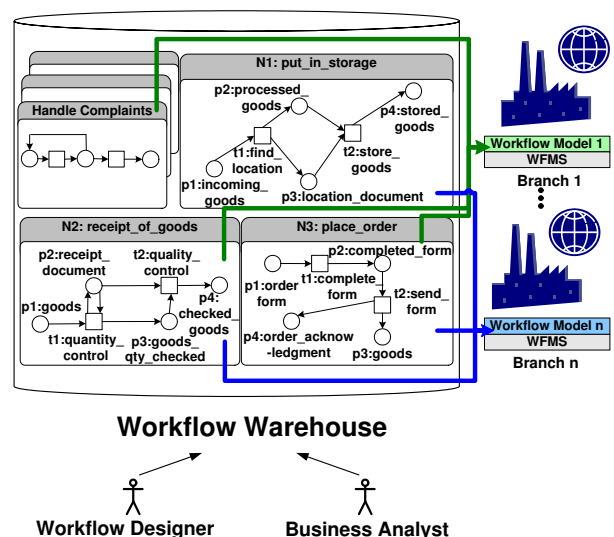 N1: put_in_storage
p2:processed_
goods
p4:stored_
goods
t1:find_
location
t2:store_
goods
p1:incoming_
goods
p3:location_document
Handle Complaints
Workflow Model 1
WFMS
Branch 1
N2: receipt_of_goods
p2:receipt_
document
t2:quality_
control
p1:goods
p4:
checked_
goods
t1:quantity_
control
p3:goods_
qty_checked
N3: place_order
p2:completed_form
p1:order
form
t1:complete_
form
t2:send_
form
p4:order_acknow
-ledgment
p3:goods
Workflow Model n
WFMS
Branch n
Workflow Warehouse
Workflow Designer
Business Analyst